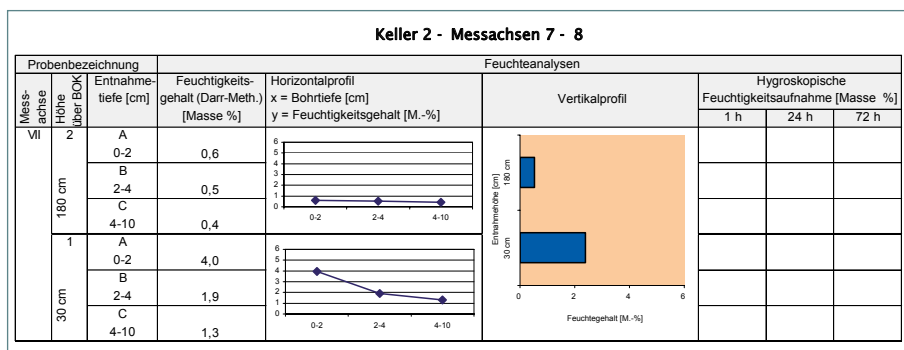 Keller 2 - Messachsen 7 - 8
Probenbezeichnung
Feuchteanalysen
Mess-
achse
Höhe
über BOK
Entnahme-
tiefe [cm]
Feuchtigkeits-
gehalt (Darr-Meth.)
[Masse %]
Horizontalprofil
x = Bohrtiefe [cm]
y = Feuchtigkeitsgehalt [M.-%]
Vertikalprofil
Hygroskopische
Feuchtigkeitsaufnahme [Masse %]
1 h 24 h 72 h
VII
2
180 cm
A
0-2 0,6
B
2-4 0,5
C
4-10 0,4
6
5
4
3
2
1
0
0-2 2-4 4-10
1
30 cm
A
0-2 4,0
B
2-4 1,9
C
4-10 1,3
6
5
4
3
2
1
0
0-2 2-4 4-10
Entnahmehöhe [cm]
180 cm
30 cm
0 2 4 6
Feuchtegehalt [M.-%]